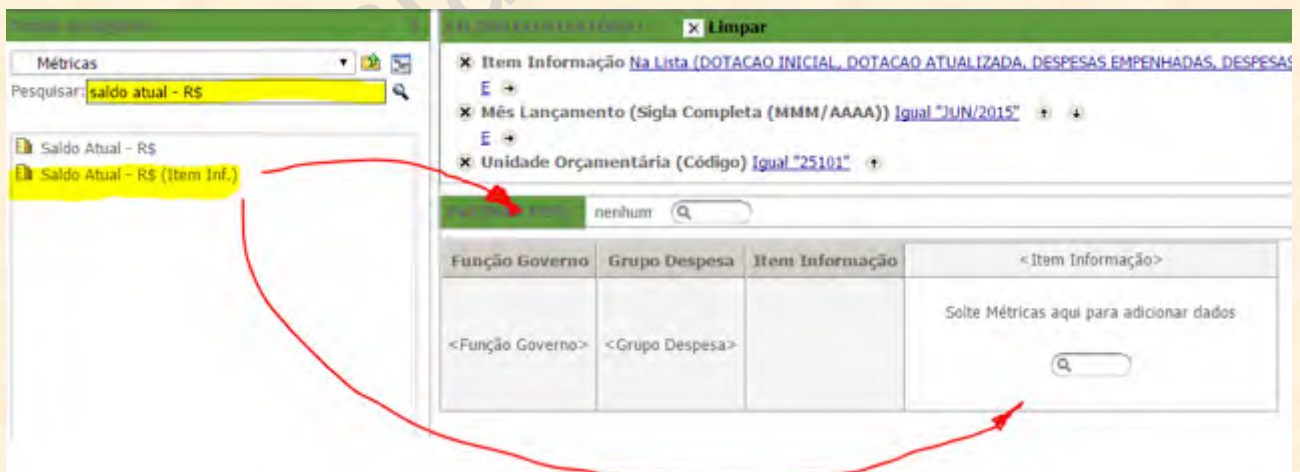 Limpar
Métricas
Pesquisar: saldo atual - R$
Saldo Atual - R$
Saldo Atual - R$ (Item Inf.)
Item Informação Na Lista (DOTACAO INICIAL, DOTACAO ATUALIZADA, DESPESAS EMPENHADAS, DESPESAS
E
Mês Lançamento (Sigla Completa (MMM/AAAA)) Igual "JUN/2015"
E
Unidade Orçamentária (Código) Igual "25101"
nenhum
Função Governo Grupo Despesa Item Informação <Item Informação>
<Função Governo> <Grupo Despesa>
Solte Métricas aqui para adicionar dados